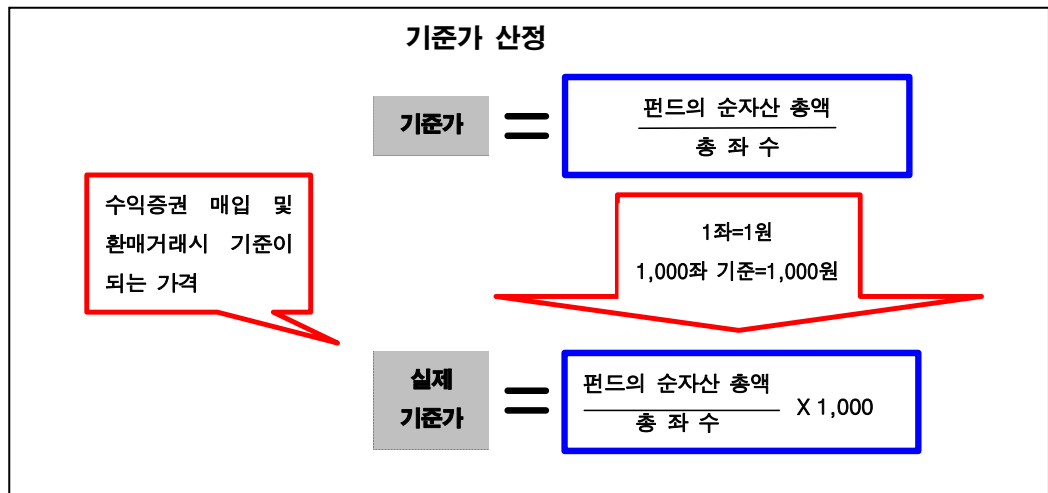 기준가 산정
기준가
=
펀드의 순자산 총액
총 좌 수
수익증권 매입 및
환매거래시 기준이
되는 가격
1좌=1원
1,000좌 기준=1,000원
실제
기준가
=
펀드의 순자산 총액
총 좌 수
X 1,000